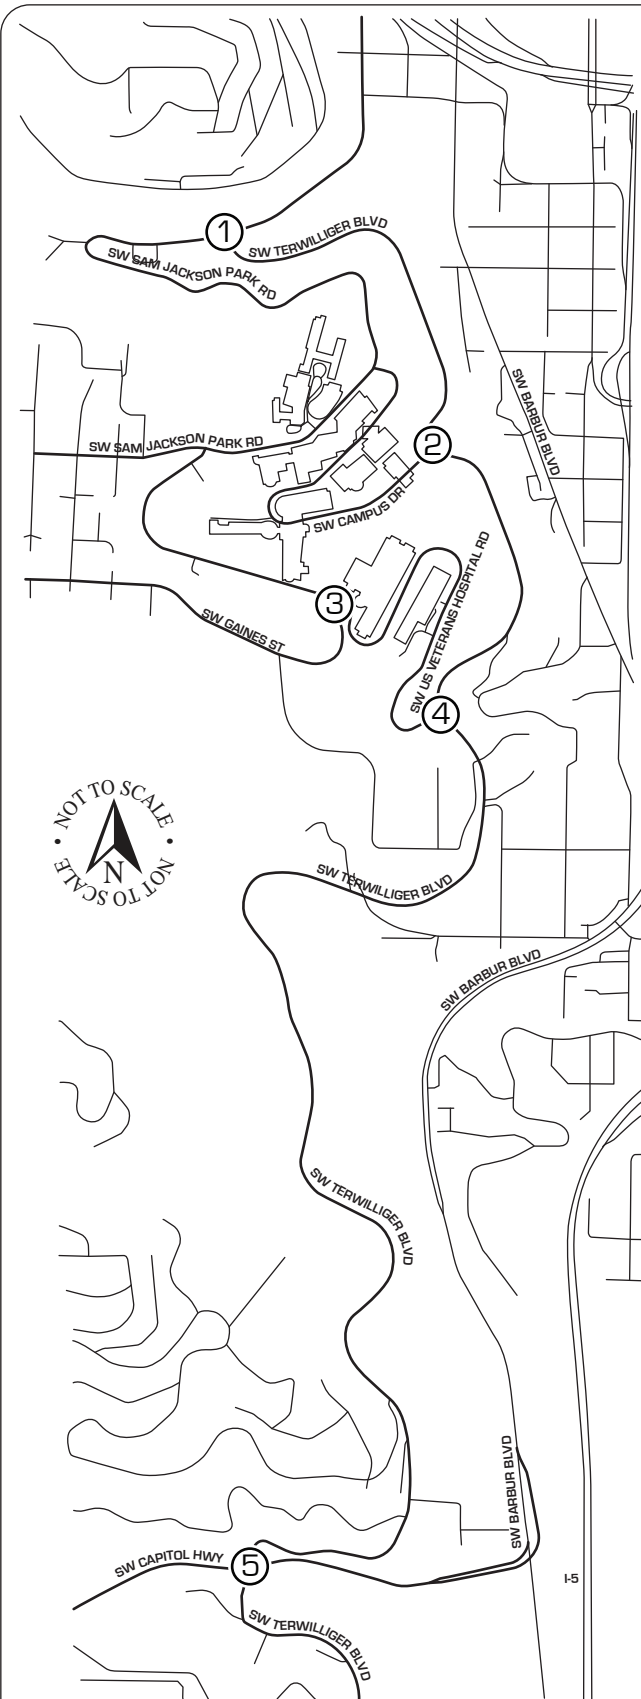 1
SW TERWILLIGER BLVD
SW SAM JACKSON PARK RD
SW BARBUR BLVD
SW SAM JACKSON PARK RD
2
SW CAMPUS DR
SW US VETERANS HOSPITAL RD
3
SW GAINES ST
4
NOT TO SCALE
N
NOT TO SCALE
SW TERWILLIGER BLVD
SW BARBUR BLVD
SW TERWILLIGER BLVD
SW BARBUR BLVD
SW CAPITOL HWY
5
I-5
SW TERWILLIGER BLVD